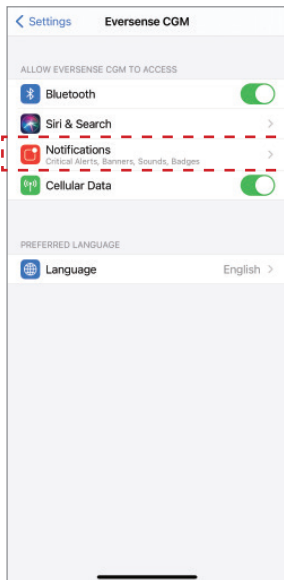 Settings
Eversense CGM
ALLOW EVERSENSE CGM TO ACCESS
Bluetooth
Siri & Search
Notifications
Critical Alerts, Banners, Sounds, Badges
Cellular Data
PREFERRED LANGUAGE
Language English